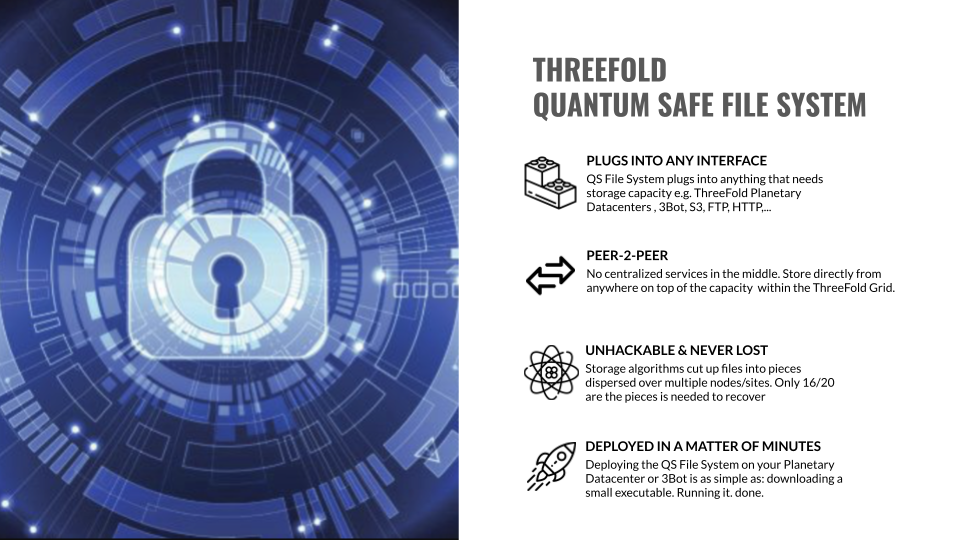 THREEFOLD
QUANTUM SAFE FILE SYSTEM
PLUGS INTO ANY INTERFACE
QS File System plugs into anything that needs
storage capacity e.g. ThreeFold Planetary
Datacenters , 3Bot, S3, FTP, HTTP,...
PEER-2-PEER
No centralized services in the middle. Store directly from
anywhere on top of the capacity  within the ThreeFold Grid.
UNHACKABLE & NEVER LOST
Storage algorithms cut up files into pieces
dispersed over multiple nodes/sites. Only 16/20
are the pieces is needed to recover
DEPLOYED IN A MATTER OF MINUTES
Deploying the QS File System on your Planetary
Datacenter or 3Bot is as simple as: downloading a
small executable. Running it. done.